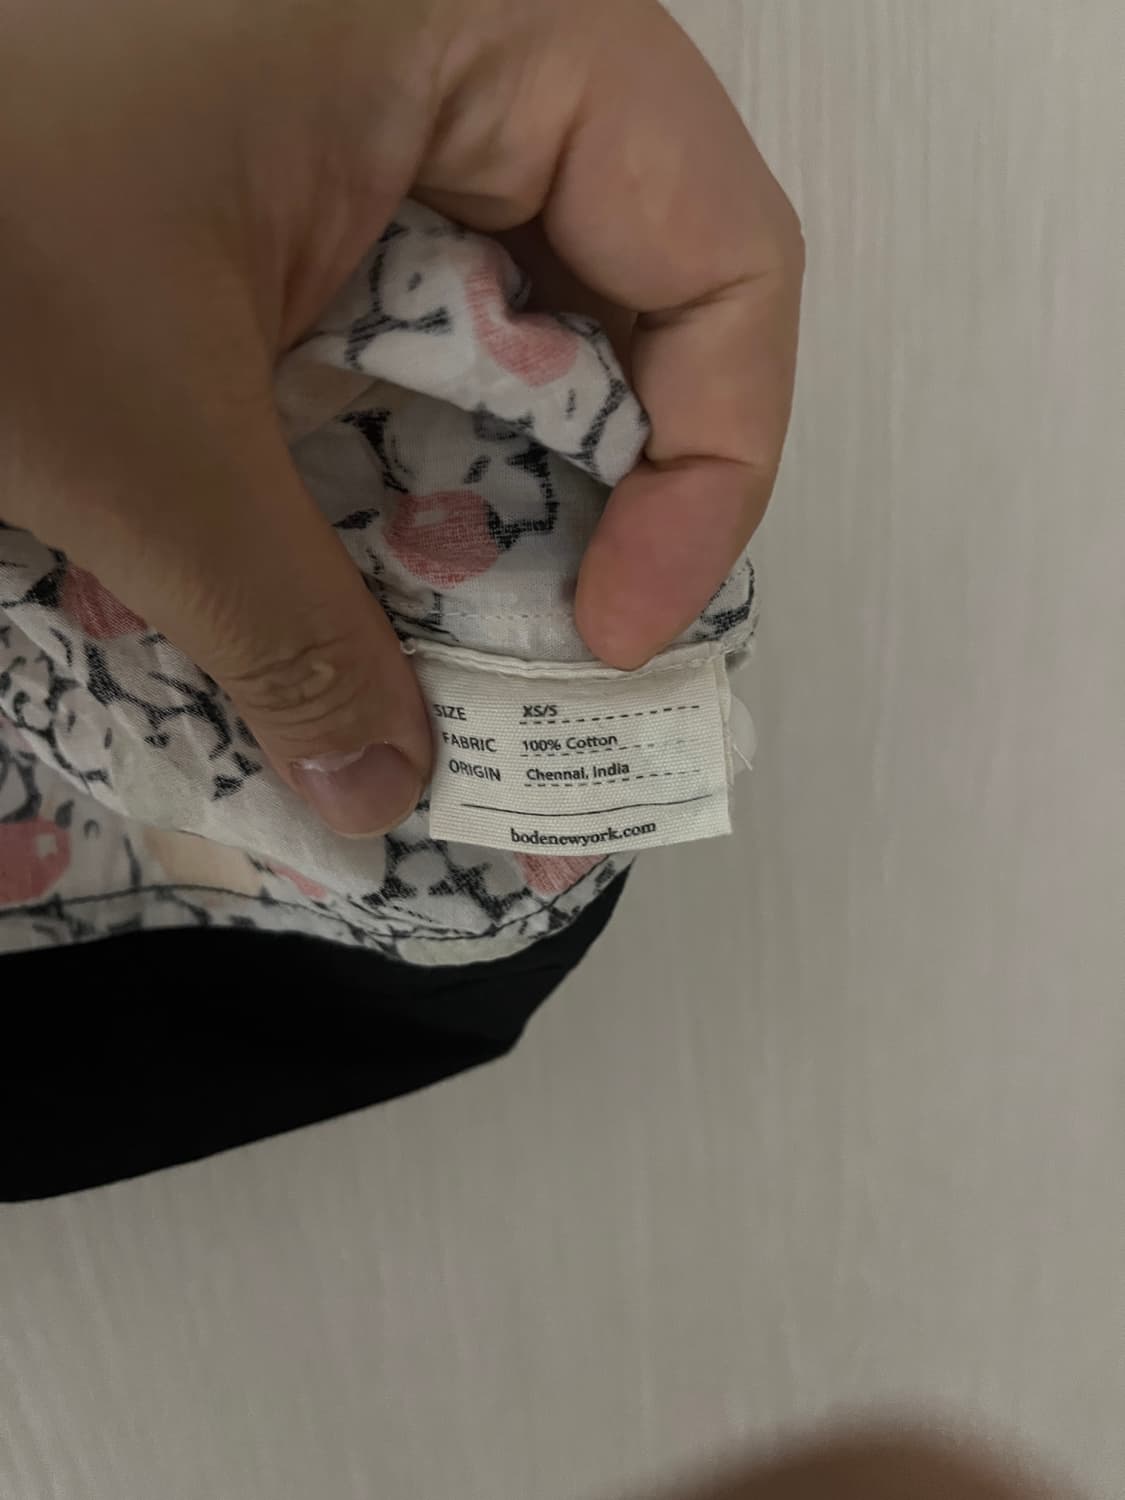 SIZE XS/S
FABRIC 100% Cotton
ORIGIN Chennai, India
bodenewyork.com